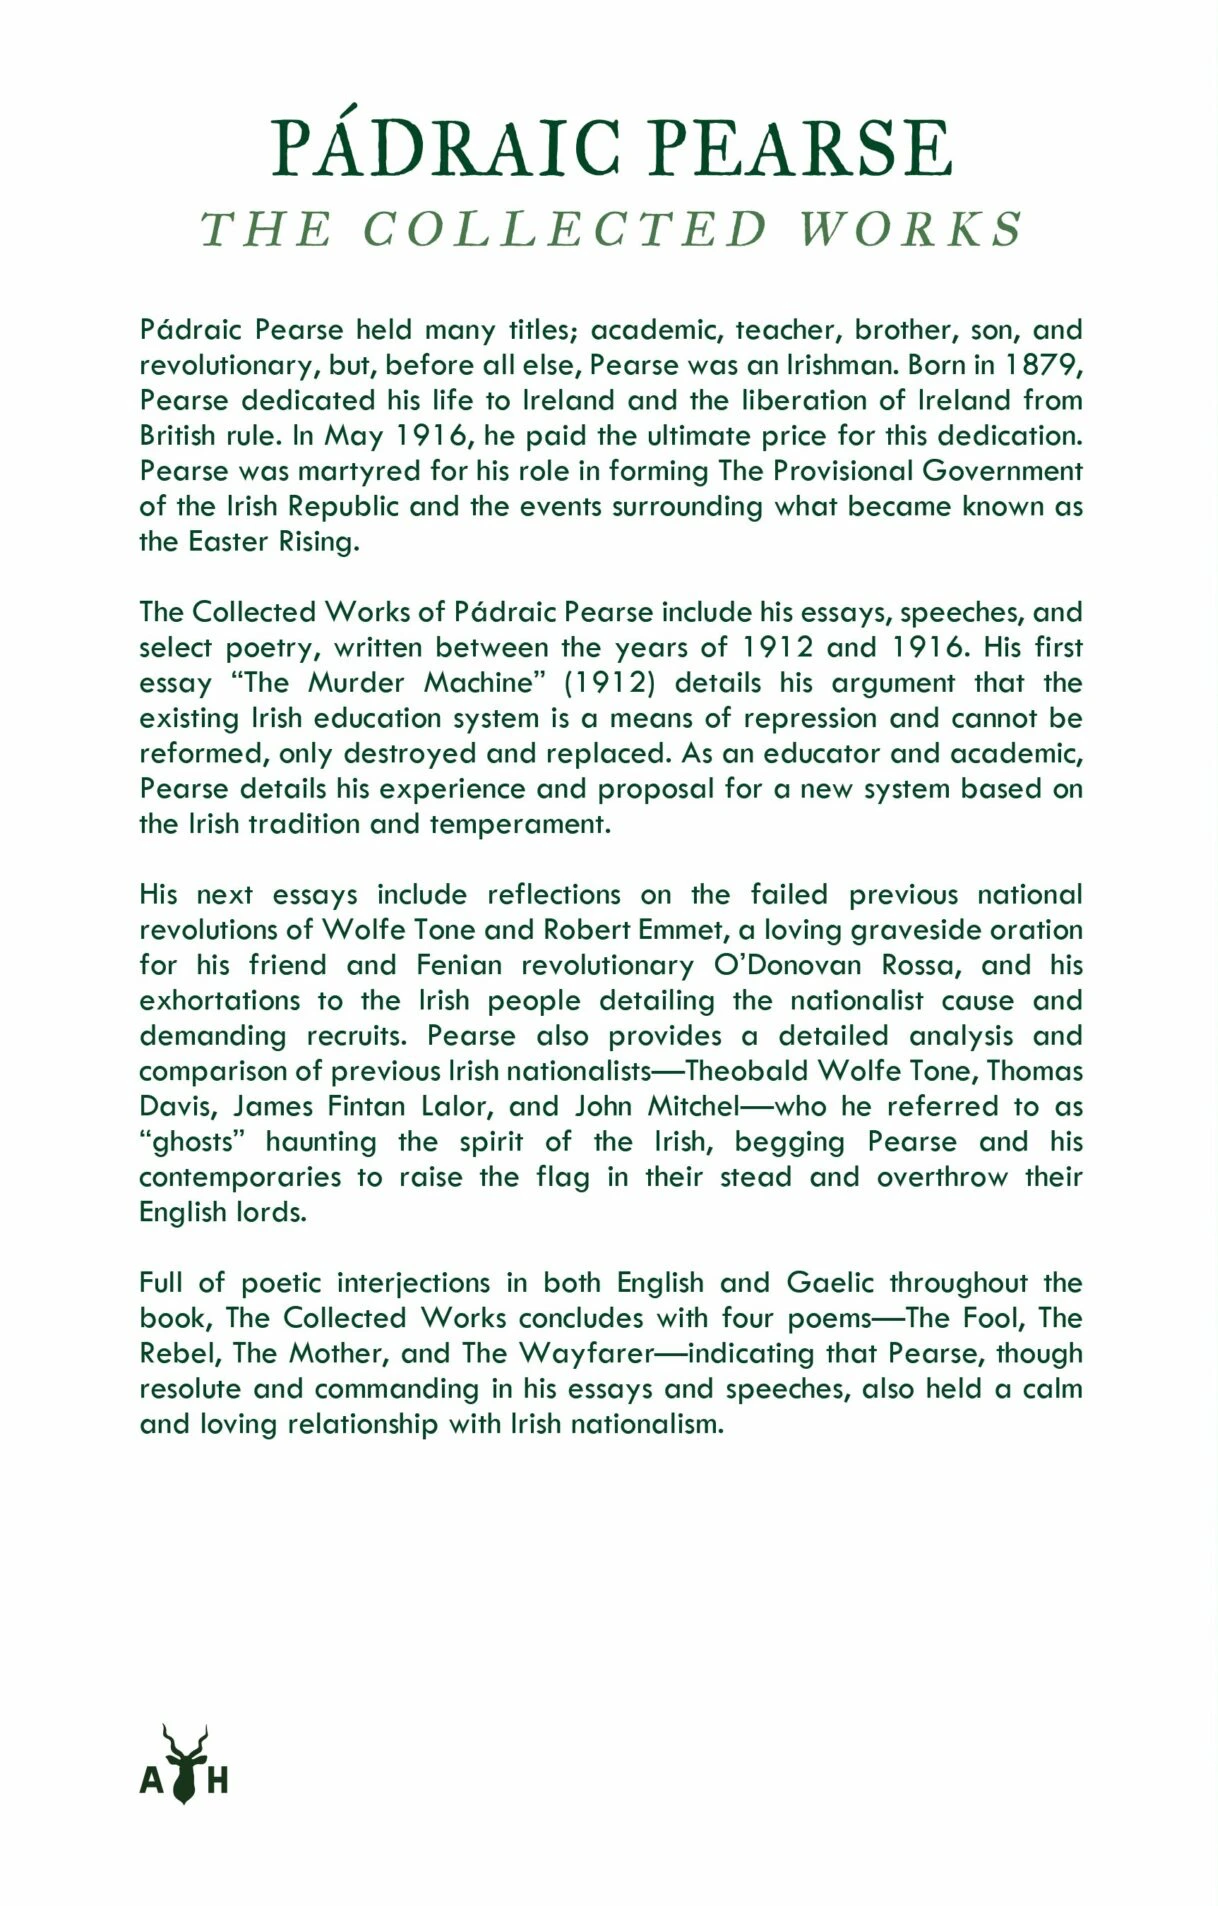 PÁDRAIC PEARSE
THE COLLECTED WORKS
Pádraic Pearse held many titles; academic, teacher, brother, son, and
revolutionary, but, before all else, Pearse was an Irishman. Born in 1879,
Pearse dedicated his life to Ireland and the liberation of Ireland from
British rule. In May 1916, he paid the ultimate price for this dedication.
Pearse was martyred for his role in forming The Provisional Government
of the Irish Republic and the events surrounding what became known as
the Easter Rising.
The Collected Works of Pádraic Pearse include his essays, speeches, and
select poetry, written between the years of 1912 and 1916. His first
essay “The Murder Machine” (1912) details his argument that the
existing Irish education system is a means of repression and cannot be
reformed, only destroyed and replaced. As an educator and academic,
Pearse details his experience and proposal for a new system based on
the Irish tradition and temperament.
His next essays include reflections on the failed previous national
revolutions of Wolfe Tone and Robert Emmet, a loving graveside oration
for his friend and Fenian revolutionary O’Donovan Rossa, and his
exhortations to the Irish people detailing the nationalist cause and
demanding recruits. Pearse also provides a detailed analysis and
comparison of previous Irish nationalists—Theobald Wolfe Tone, Thomas
Davis, James Fintan Lalor, and John Mitchel—who he referred to as
“ghosts” haunting the spirit of the Irish, begging Pearse and his
contemporaries to raise the flag in their stead and overthrow their
English lords.
Full of poetic interjections in both English and Gaelic throughout the
book, The Collected Works concludes with four poems—The Fool, The
Rebel, The Mother, and The Wayfarer—indicating that Pearse, though
resolute and commanding in his essays and speeches, also held a calm
and loving relationship with Irish nationalism.
A H